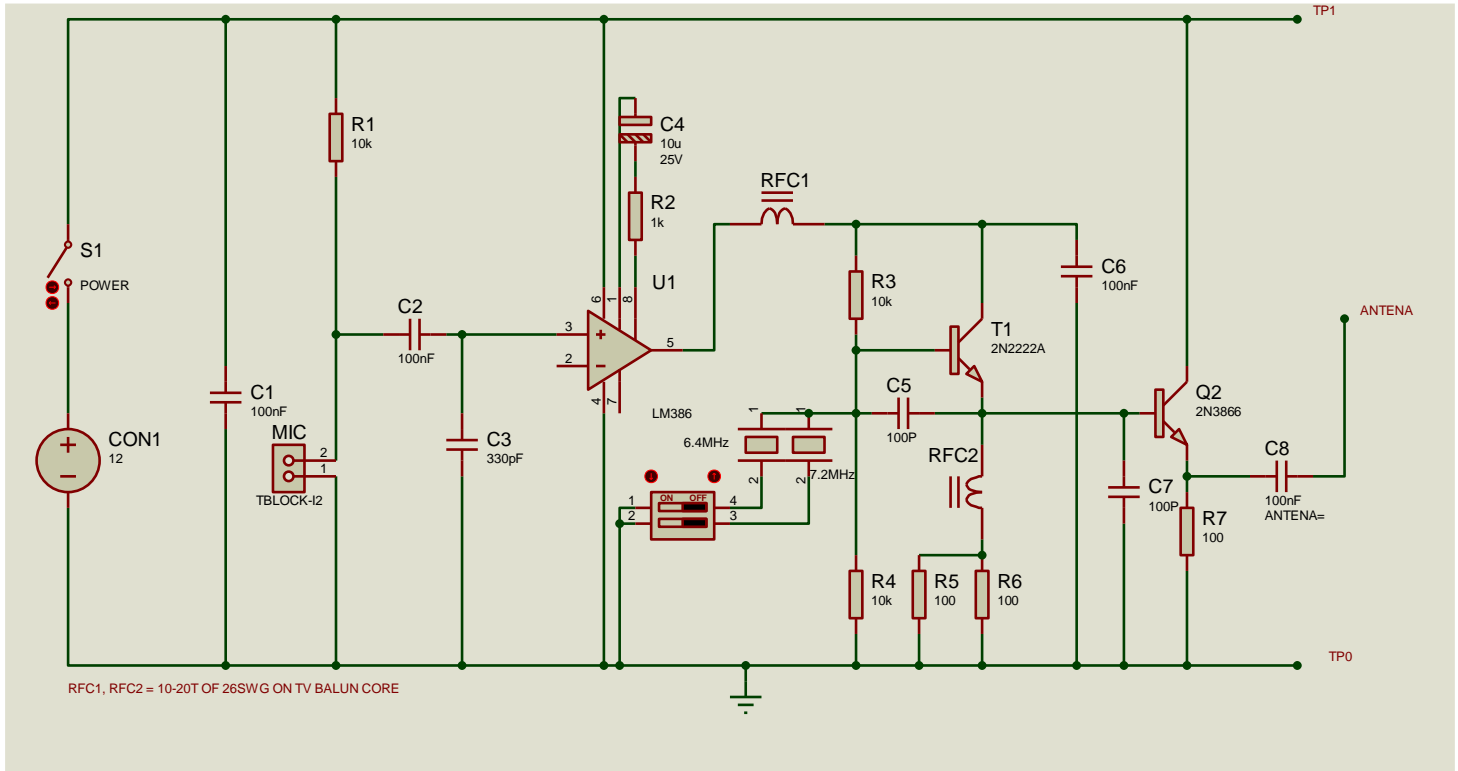 TP1
R1
10k
C4
10u
25V
R2
1k
RFC1
S1
POWER
U1
6
1
8
C2
100nF
3
2
5
4
7
LM386
R3
10k
T1
2N2222A
C6
100nF
ANTENA
C1
100nF
CON1
12
MIC
2
1
TBLOCK-I2
C3
330pF
C5
100P
1
1
6.4MHz
7.2MHz
2
2
RFC2
Q2
2N3866
C8
100nF
ANTENA=
C7
100P
R7
100
ON OFF
1
2
4
3
R4
10k
R5
100
R6
100
TP0
RFC1, RFC2 = 10-20T OF 26SWG ON TV BALUN CORE